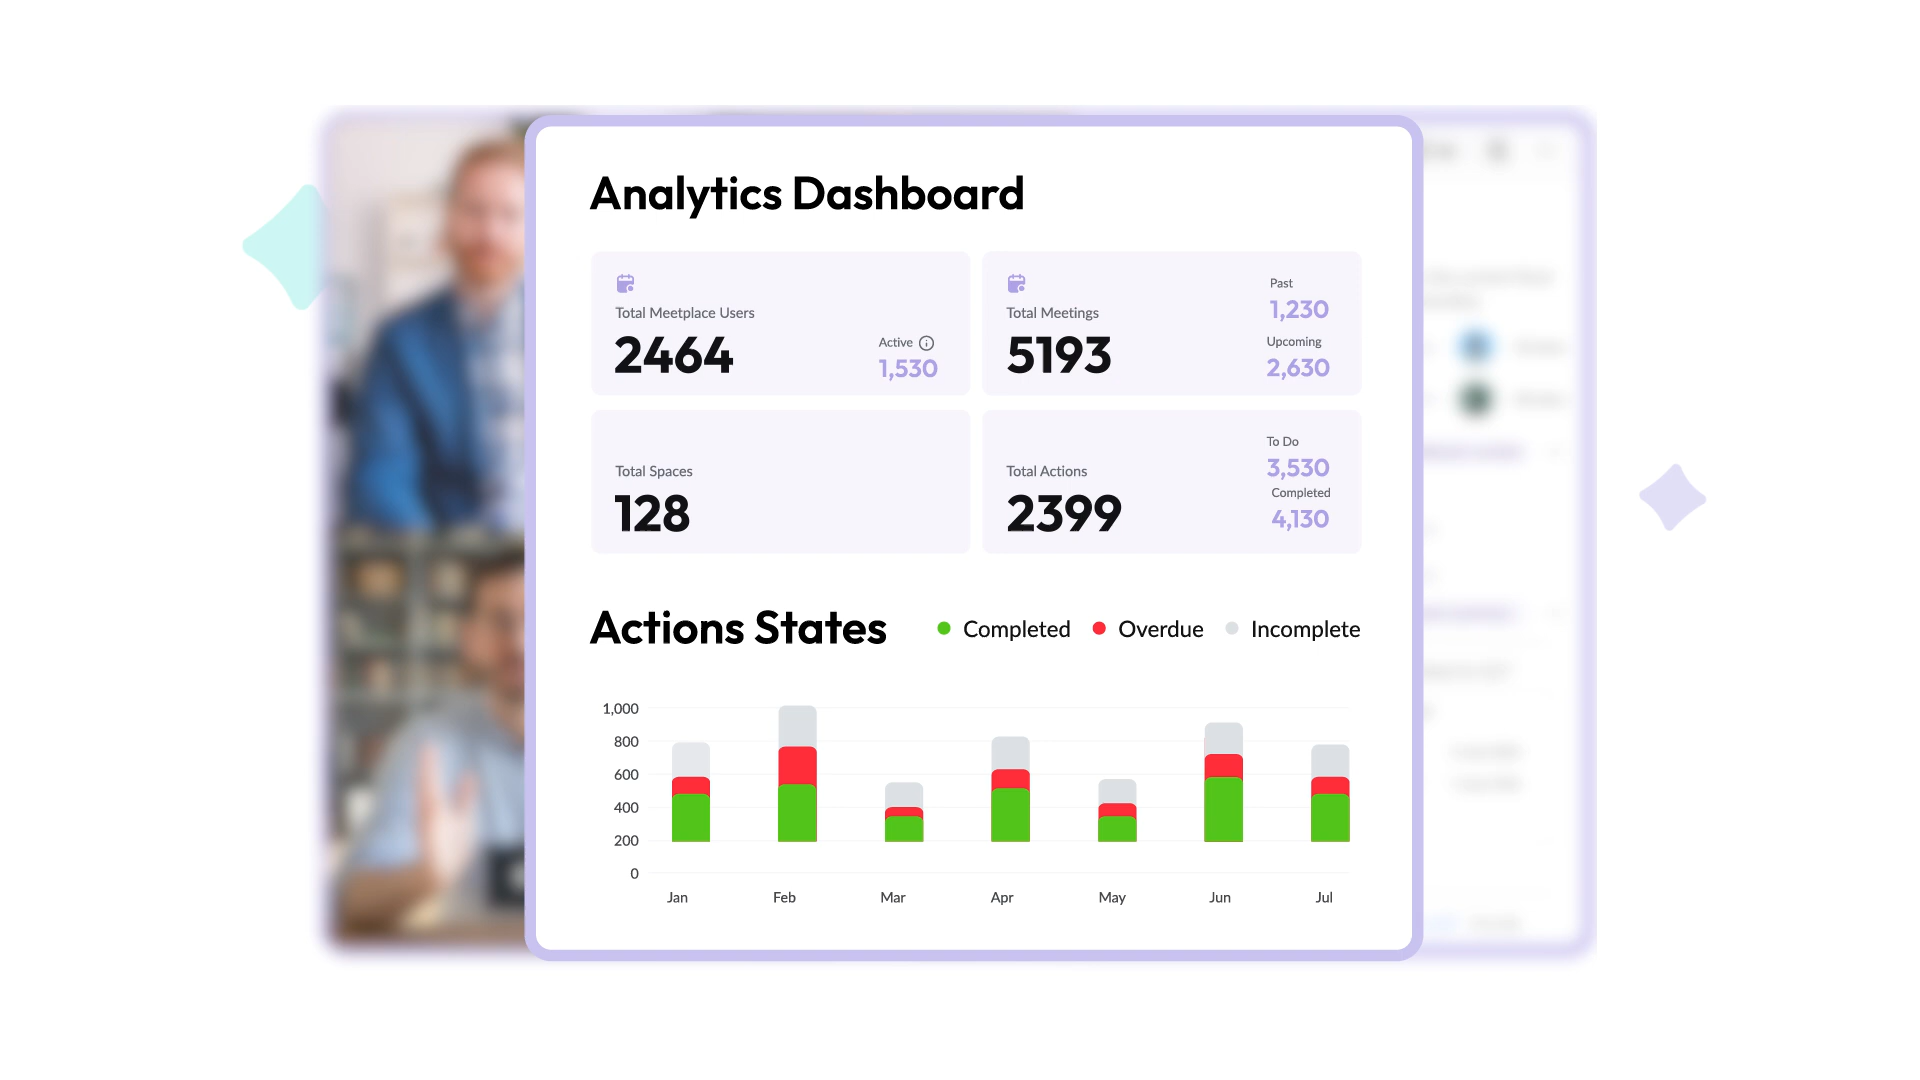 Analytics Dashboard
Total Meetplace Users
2464
Active
1,530
Total Meetings
5193
Past
1,230
Upcoming
2,630
Total Spaces
128
Total Actions
2399
To Do
3,530
Completed
4,130
Actions States
Completed
Overdue
Incomplete
1,000
800
600
400
200
0
Jan Feb Mar Apr May Jun Jul